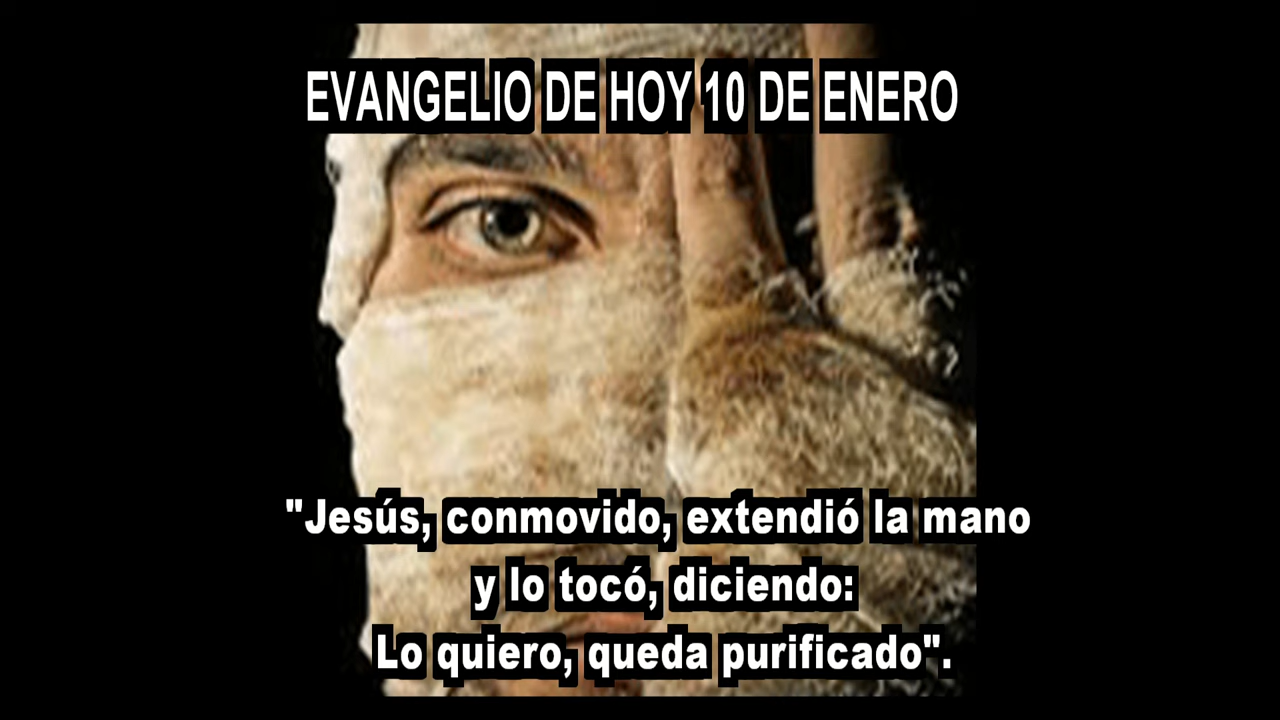 EVANGELIO DE HOY 10 DE ENERO
"Jesús, conmovido, extendió la mano
y lo tocó, diciendo:
Lo quiero, queda purificado".